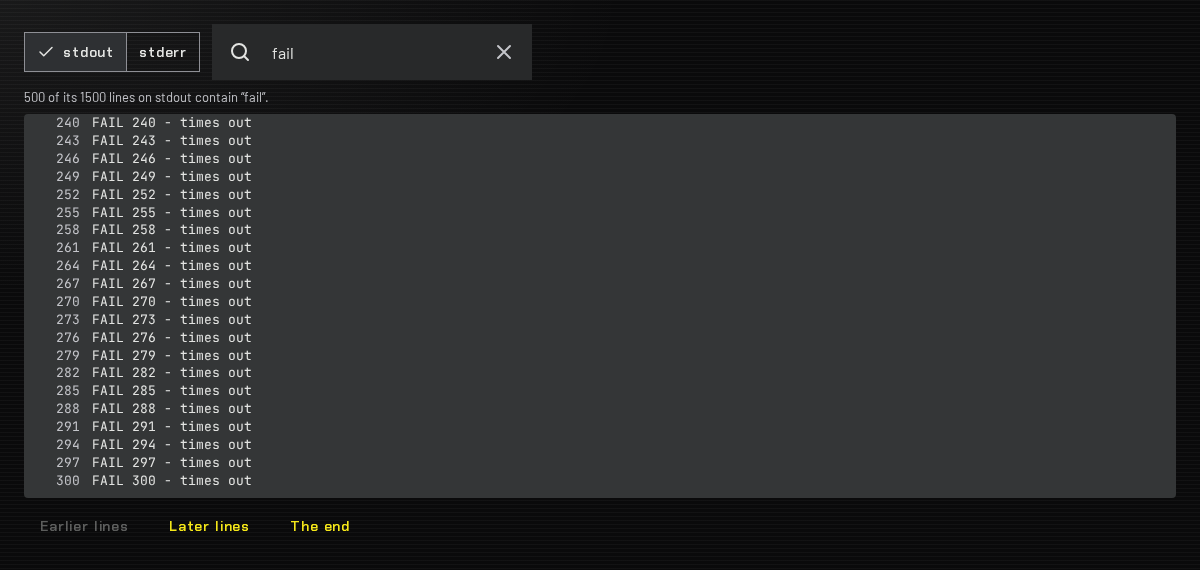 stdout stderr fail
500 of its 1500 lines on stdout contain “fail”.
240 FAIL 240 - times out
243 FAIL 243 - times out
246 FAIL 246 - times out
249 FAIL 249 - times out
252 FAIL 252 - times out
255 FAIL 255 - times out
258 FAIL 258 - times out
261 FAIL 261 - times out
264 FAIL 264 - times out
267 FAIL 267 - times out
270 FAIL 270 - times out
273 FAIL 273 - times out
276 FAIL 276 - times out
279 FAIL 279 - times out
282 FAIL 282 - times out
285 FAIL 285 - times out
288 FAIL 288 - times out
291 FAIL 291 - times out
294 FAIL 294 - times out
297 FAIL 297 - times out
300 FAIL 300 - times out
Earlier lines Later lines The end